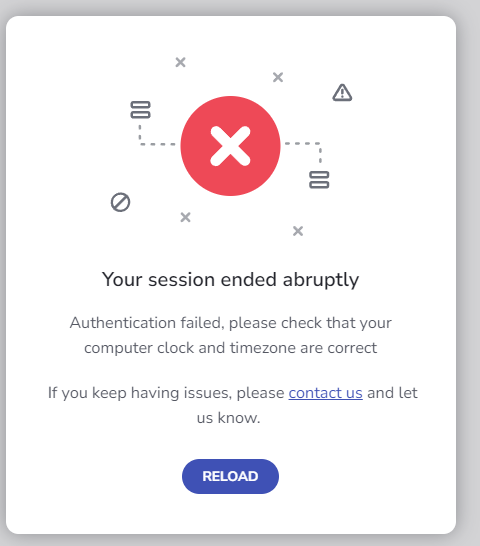 Your session ended abruptly
Authentication failed, please check that your
computer clock and timezone are correct
If you keep having issues, please contact us and let
us know.
RELOAD